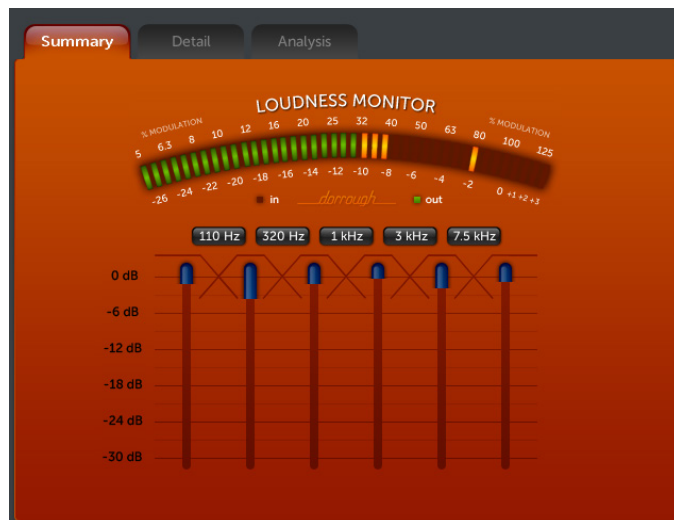 Summary Detail Analysis
LOUDNESS MONITOR
% MODULATION % MODULATION
5 6.3 8 10 12 16 20 25 32 40 50 63 80 100 125
-26 -24 -22 -20 -18 -16 -14 -12 -10 -8 -6 -4 -2 0 +1 +2 +3
in dorrough out
110 Hz 320 Hz 1 kHz 3 kHz 7.5 kHz
0 dB
-6 dB
-12 dB
-18 dB
-24 dB
-30 dB